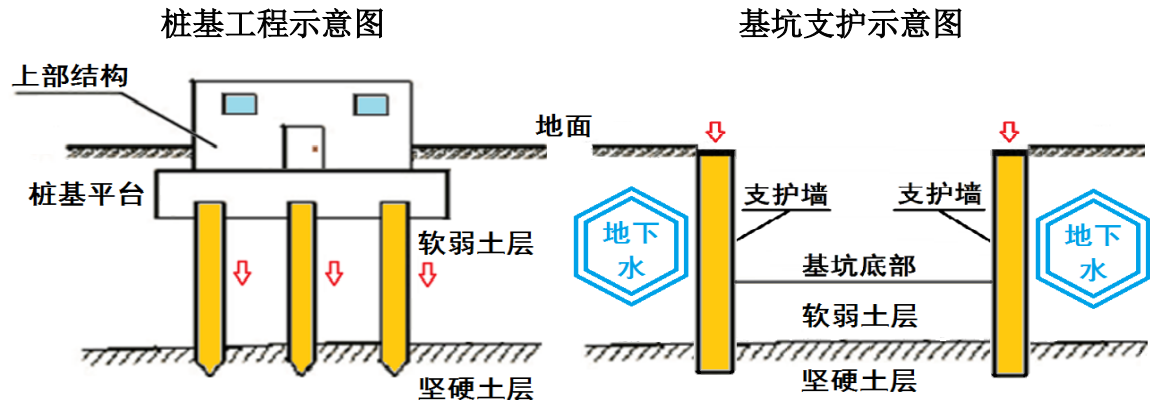 桩基工程示意图
上部结构
桩基平台
软弱土层
坚硬土层
基坑支护示意图
地面
支护墙
支护墙
地下
水
地下
水
基坑底部
软弱土层
坚硬土层